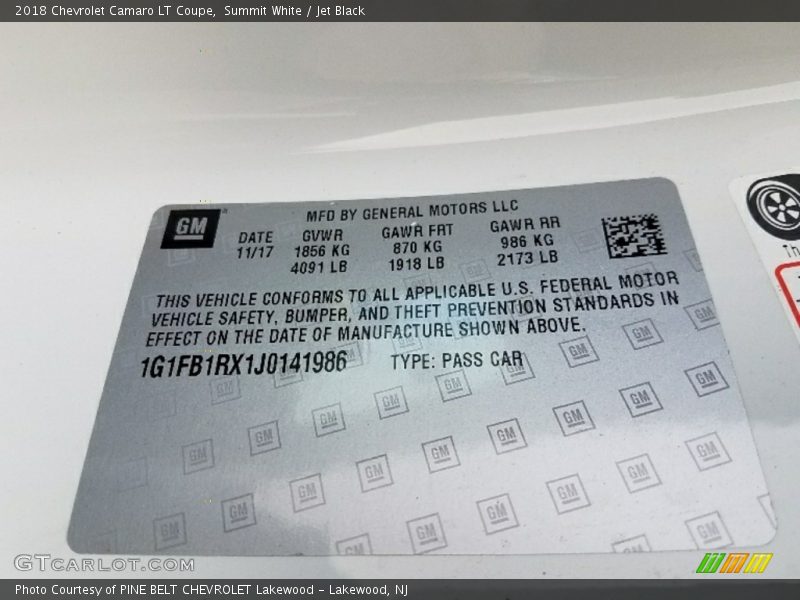 2018 Chevrolet Camaro LT Coupe,  Summit White / Jet Black
GM
MFD BY GENERAL MOTORS LLC
DATE GVWR GAWR FRT GAWR RR
11/17 1856 KG 870 KG 986 KG
4091 LB 1918 LB 2173 LB
THIS VEHICLE CONFORMS TO ALL APPLICABLE U.S. FEDERAL MOTOR
VEHICLE SAFETY, BUMPER, AND THEFT PREVENTION STANDARDS IN
EFFECT ON THE DATE OF MANUFACTURE SHOWN ABOVE.
1G1FB1RX1J0141986 TYPE: PASS CAR
GTCARLOT.COM
Photo Courtesy of PINE BELT CHEVROLET Lakewood - Lakewood, NJ